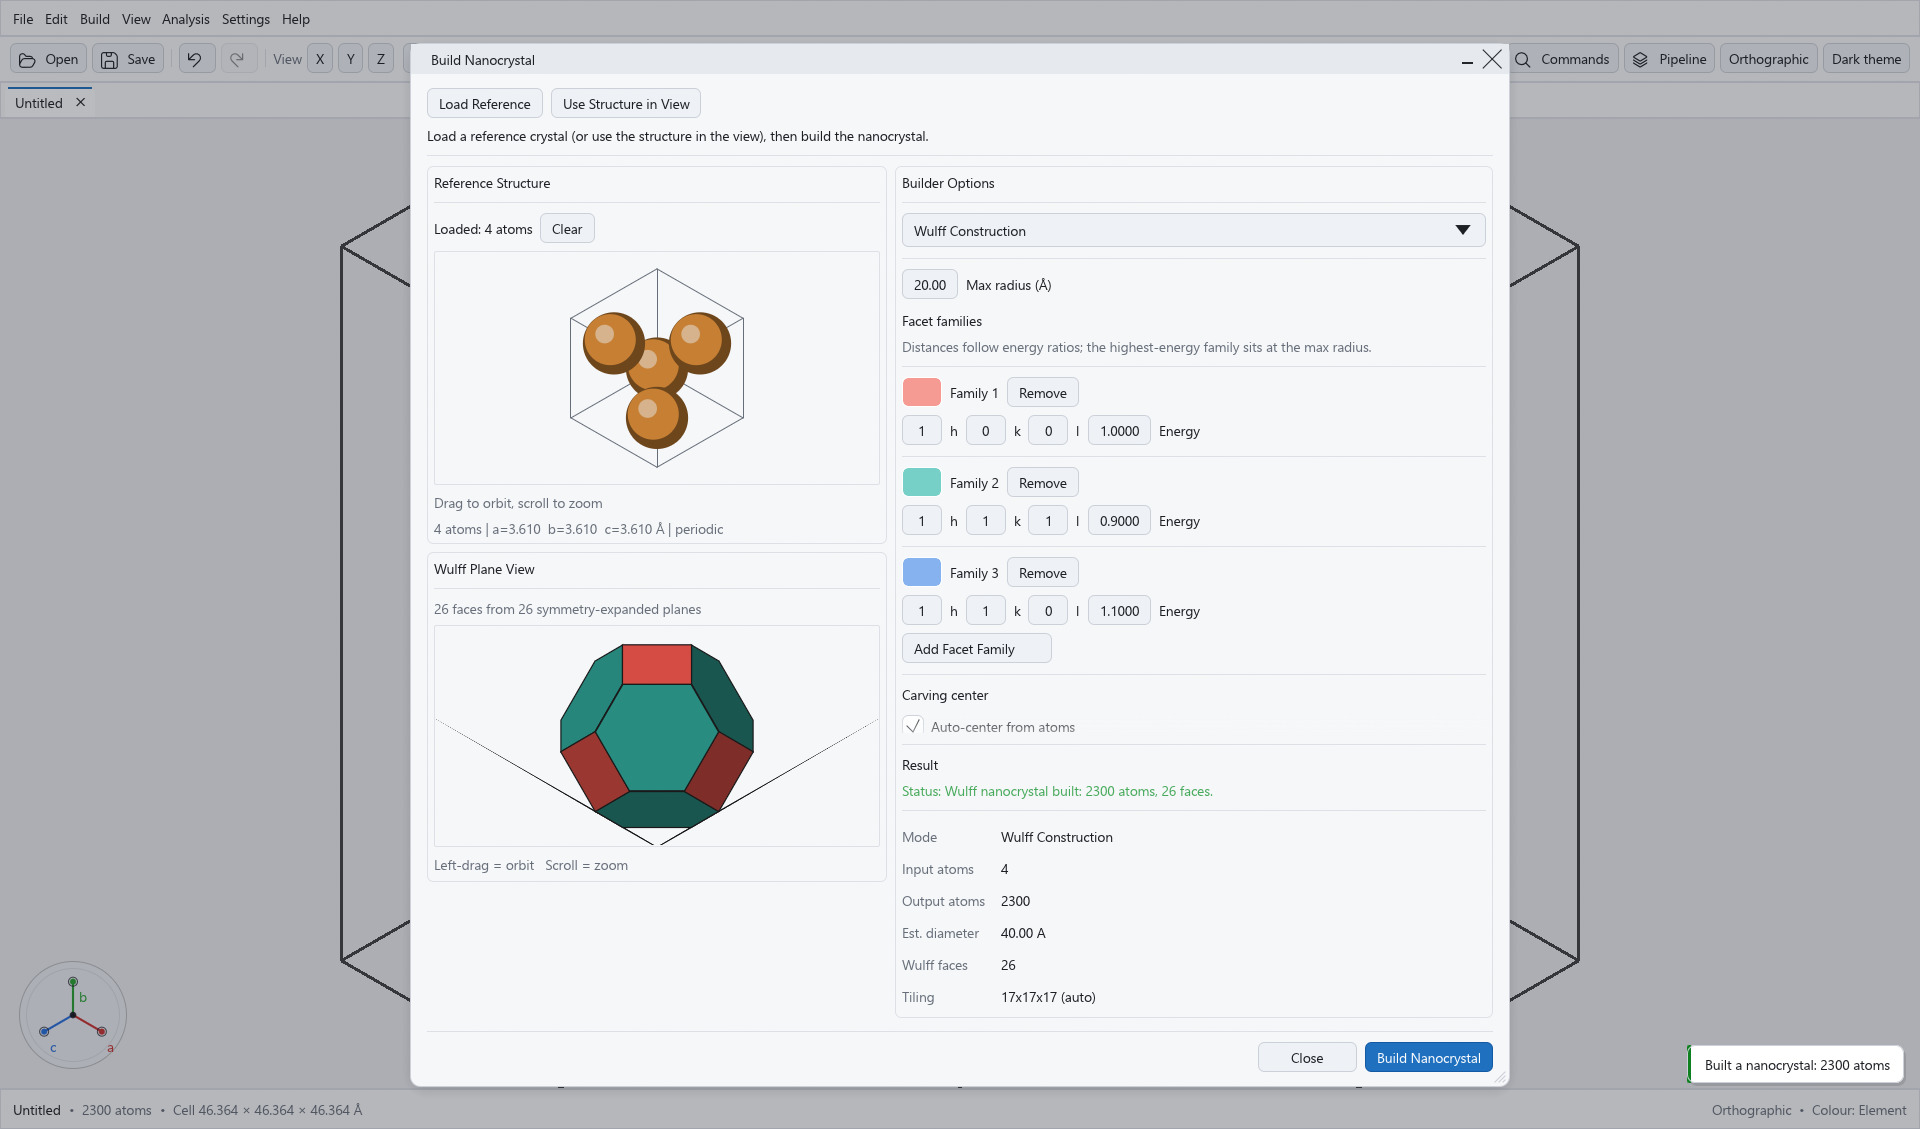 File Edit Build View Analysis Settings Help
Open Save View X Y Z Commands Pipeline Orthographic Dark theme
Untitled
Build Nanocrystal
Load Reference Use Structure in View
Load a reference crystal (or use the structure in the view), then build the nanocrystal.
Reference Structure
Loaded: 4 atoms Clear
Drag to orbit, scroll to zoom
4 atoms | a=3.610 b=3.610 c=3.610 Å | periodic
Wulff Plane View
26 faces from 26 symmetry-expanded planes
Left-drag = orbit Scroll = zoom
Builder Options
Wulff Construction
20.00 Max radius (Å)
Facet families
Distances follow energy ratios; the highest-energy family sits at the max radius.
Family 1 Remove
1 h 0 k 0 l 1.0000 Energy
Family 2 Remove
1 h 1 k 1 l 0.9000 Energy
Family 3 Remove
1 h 1 k 0 l 1.1000 Energy
Add Facet Family
Carving center
Auto-center from atoms
Result
Status: Wulff nanocrystal built: 2300 atoms, 26 faces.
Mode Wulff Construction
Input atoms 4
Output atoms 2300
Est. diameter 40.00 A
Wulff faces 26
Tiling 17x17x17 (auto)
Close Build Nanocrystal
b
c a
Built a nanocrystal: 2300 atoms
Untitled • 2300 atoms • Cell 46.364 × 46.364 × 46.364 Å
Orthographic • Colour: Element